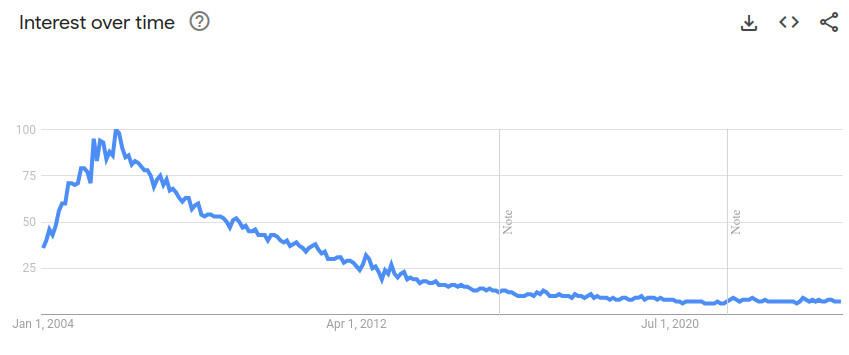 Interest over time
100
75
50
25
Note
Note
Jan 1, 2004
Apr 1, 2012
Jul 1, 2020